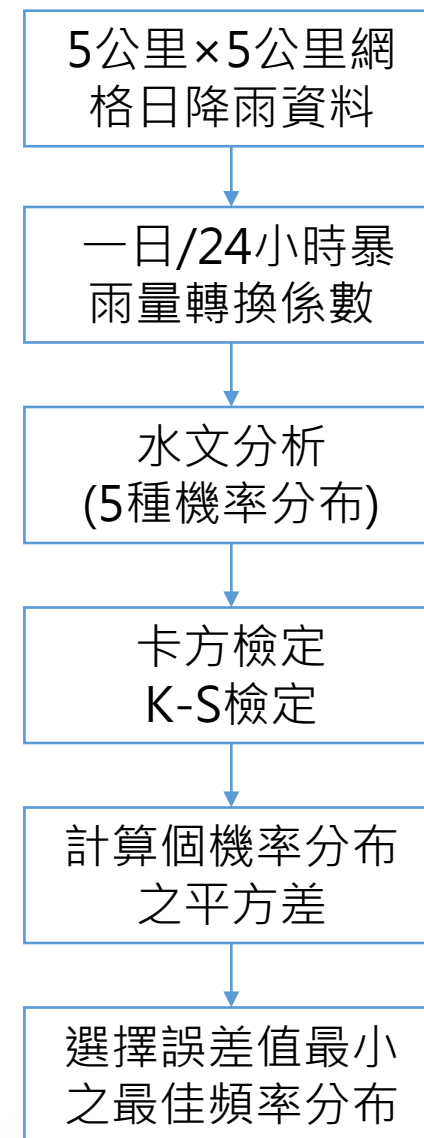 5公里×5公里網
格日降雨資料
一日/24小時暴
雨量轉換係數
水文分析
(5種機率分布)
卡方檢定
K-S檢定
計算個機率分布
之平方差
選擇誤差值最小
之最佳頻率分布